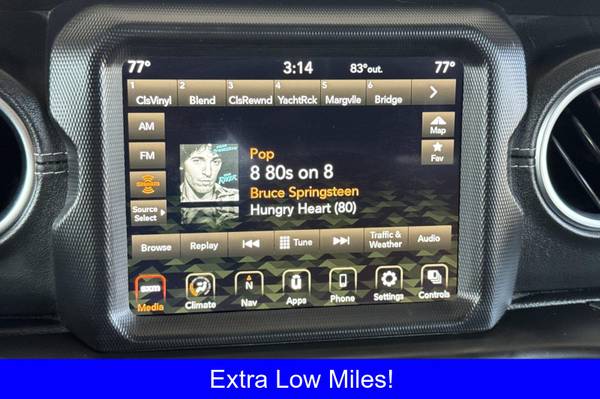 77° 3:14 83°out. 77°
1 2 3 4 5 6
ClsVinyl Blend ClsRewnd YachtRck Margvlle Bridge
AM
Map
FM
Fav
Pop
8 80s on 8
Bruce Springsteen
Hungry Heart (80)
Source
Select
Browse Replay Tune Traffic & Weather Audio
sxm N
Media Climate Nav Apps Phone Settings Controls
Extra Low Miles!